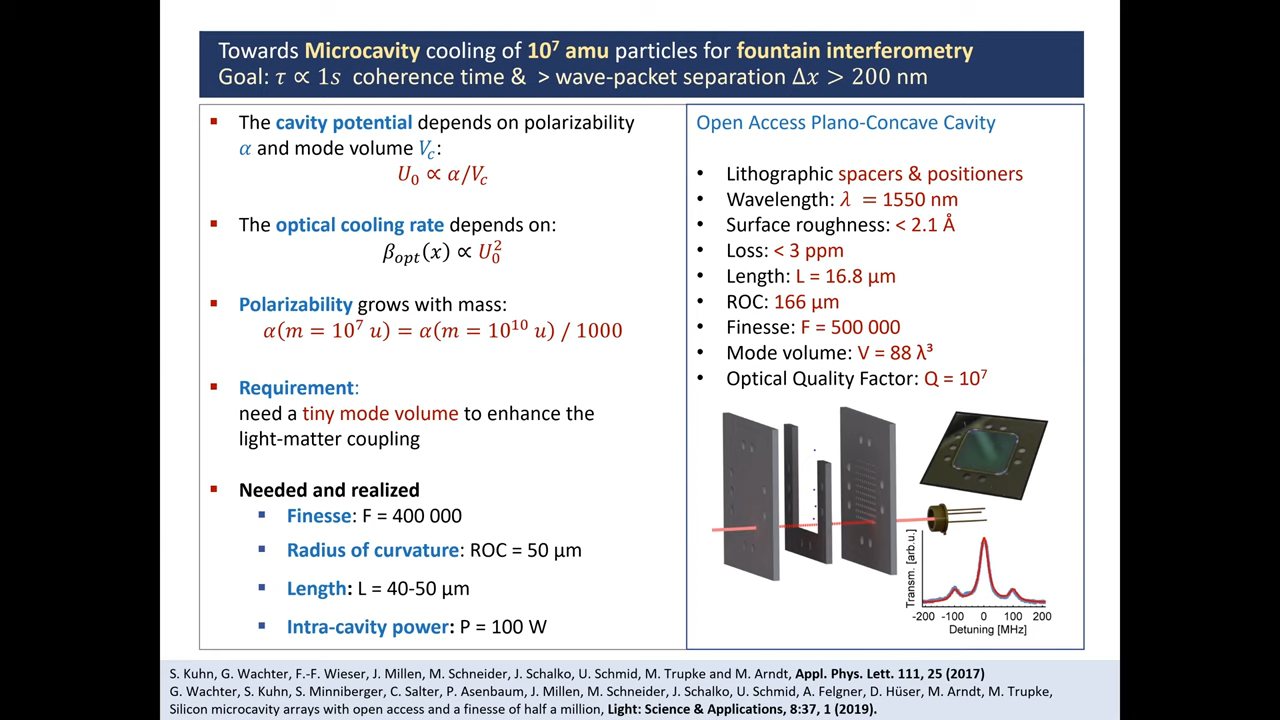 Towards Microcavity cooling of 10⁷ amu particles for fountain interferometry
Goal: τ ∝ 1s coherence time & > wave-packet separation Δx > 200 nm
▪ The cavity potential depends on polarizability
α and mode volume V_c:
U₀ ∝ α/V_c
▪ The optical cooling rate depends on:
β_opt(x) ∝ U₀²
▪ Polarizability grows with mass:
α(m = 10⁷ u) = α(m = 10¹⁰ u) / 1000
▪ Requirement:
need a tiny mode volume to enhance the
light-matter coupling
▪ Needed and realized
▪ Finesse: F = 400 000
▪ Radius of curvature: ROC = 50 µm
▪ Length: L = 40-50 µm
▪ Intra-cavity power: P = 100 W
Open Access Plano-Concave Cavity
• Lithographic spacers & positioners
• Wavelength: λ = 1550 nm
• Surface roughness: < 2.1 Å
• Loss: < 3 ppm
• Length: L = 16.8 µm
• ROC: 166 µm
• Finesse: F = 500 000
• Mode volume: V = 88 λ³
• Optical Quality Factor: Q = 10⁷
Transm. [arb.u.]
-200 -100 0 100 200
Detuning [MHz]
S. Kuhn, G. Wachter, F.-F. Wieser, J. Millen, M. Schneider, J. Schalko, U. Schmid, M. Trupke and M. Arndt, Appl. Phys. Lett. 111, 25 (2017)
G. Wachter, S. Kuhn, S. Minniberger, C. Salter, P. Asenbaum, J. Millen, M. Schneider, J. Schalko, U. Schmid, A. Felgner, D. Hüser, M. Arndt, M. Trupke,
Silicon microcavity arrays with open access and a finesse of half a million, Light: Science & Applications, 8:37, 1 (2019).